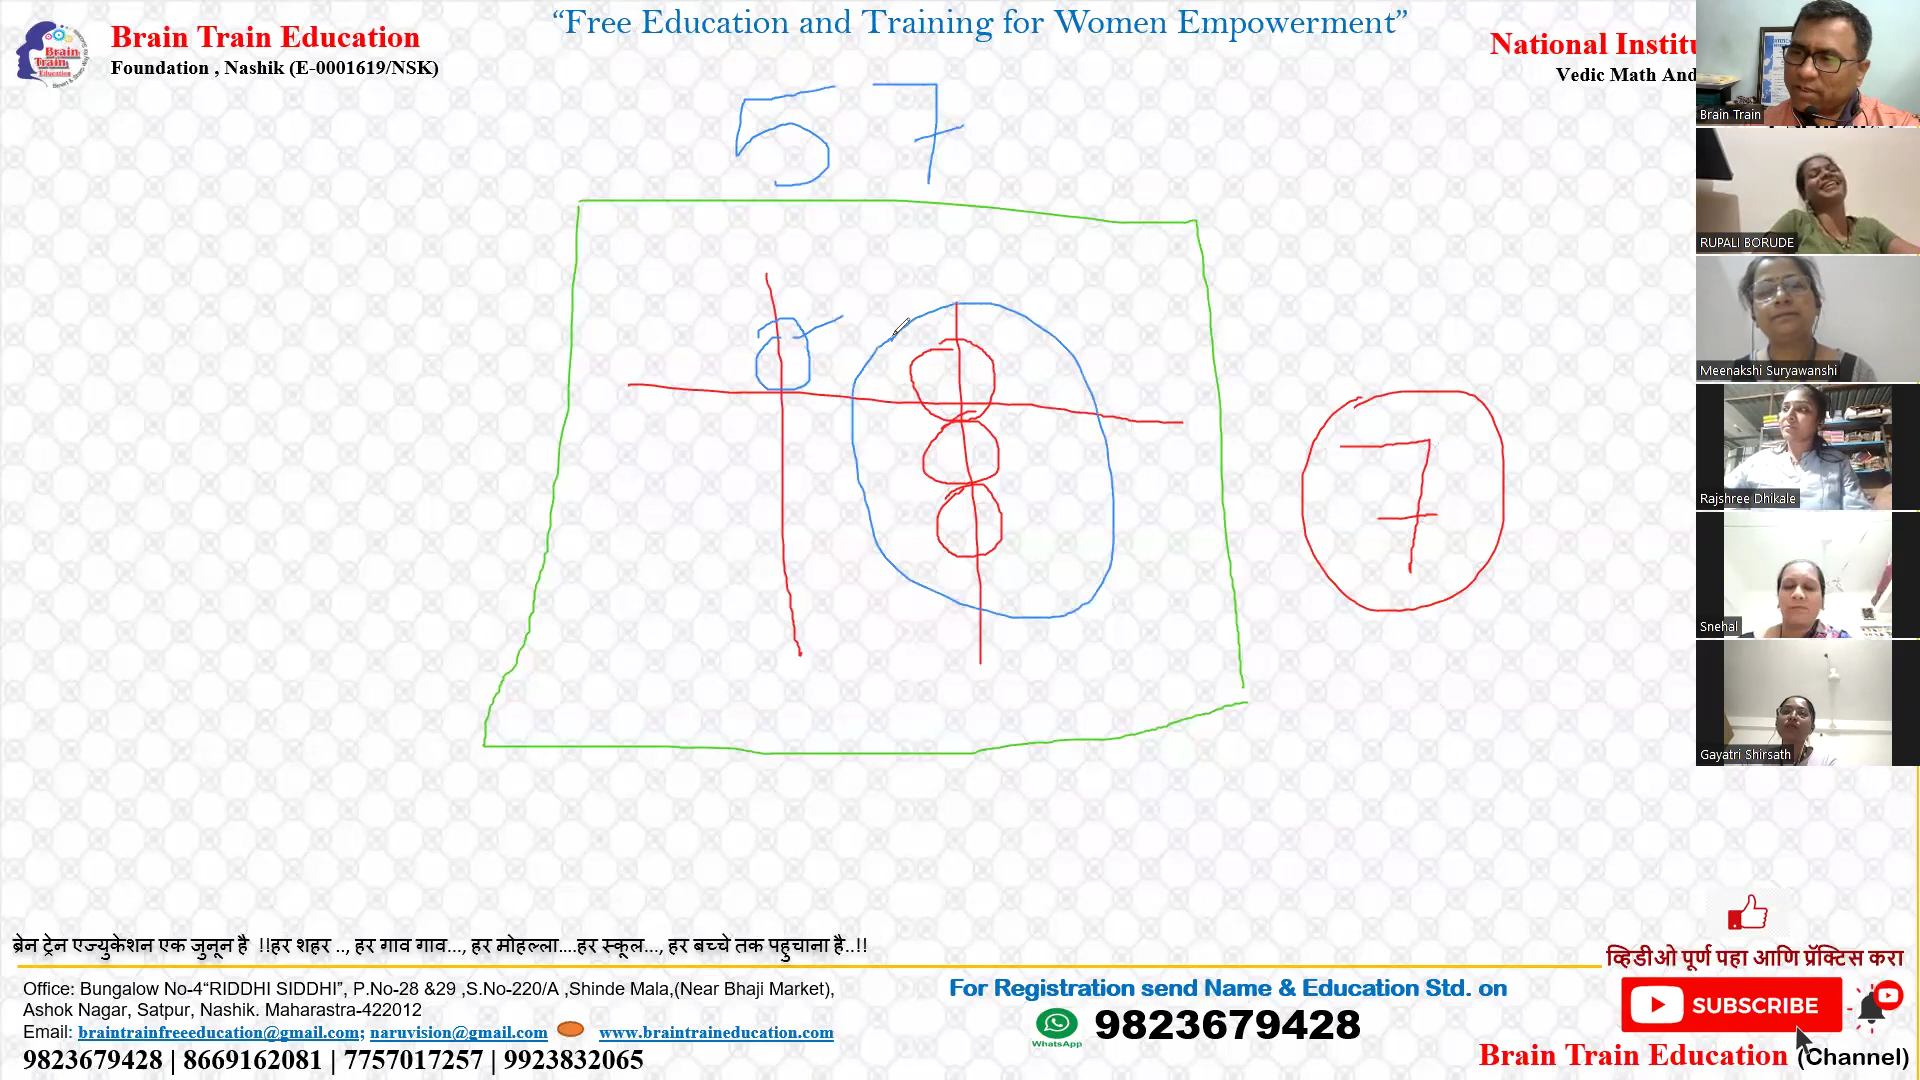 “Free Education and Training for Women Empowerment”
Brain Train Education
Foundation , Nashik (E-0001619/NSK)
Brain
Train
Education
National Institu
Vedic Math And
57
7
Brain Train
RUPALI BORUDE
Meenakshi Suryawanshi
Rajshree Dhikale
Snehal
Gayatri Shirsath
ब्रेन ट्रेन एज्युकेशन एक जुनून है !!हर शहर .., हर गाव गाव..., हर मोहल्ला....हर स्कूल..., हर बच्चे तक पहुचाना है..!!
व्हिडीओ पूर्ण पहा आणि प्रॅक्टिस करा
Office: Bungalow No-4“RIDDHI SIDDHI”, P.No-28 &29 ,S.No-220/A ,Shinde Mala,(Near Bhaji Market),
Ashok Nagar, Satpur, Nashik. Maharastra-422012
Email: braintrainfreeeducation@gmail.com; naruvision@gmail.com www.braintraineducation.com
9823679428 | 8669162081 | 7757017257 | 9923832065
For Registration send Name & Education Std. on
WhatsApp
9823679428
SUBSCRIBE
Brain Train Education (Channel)